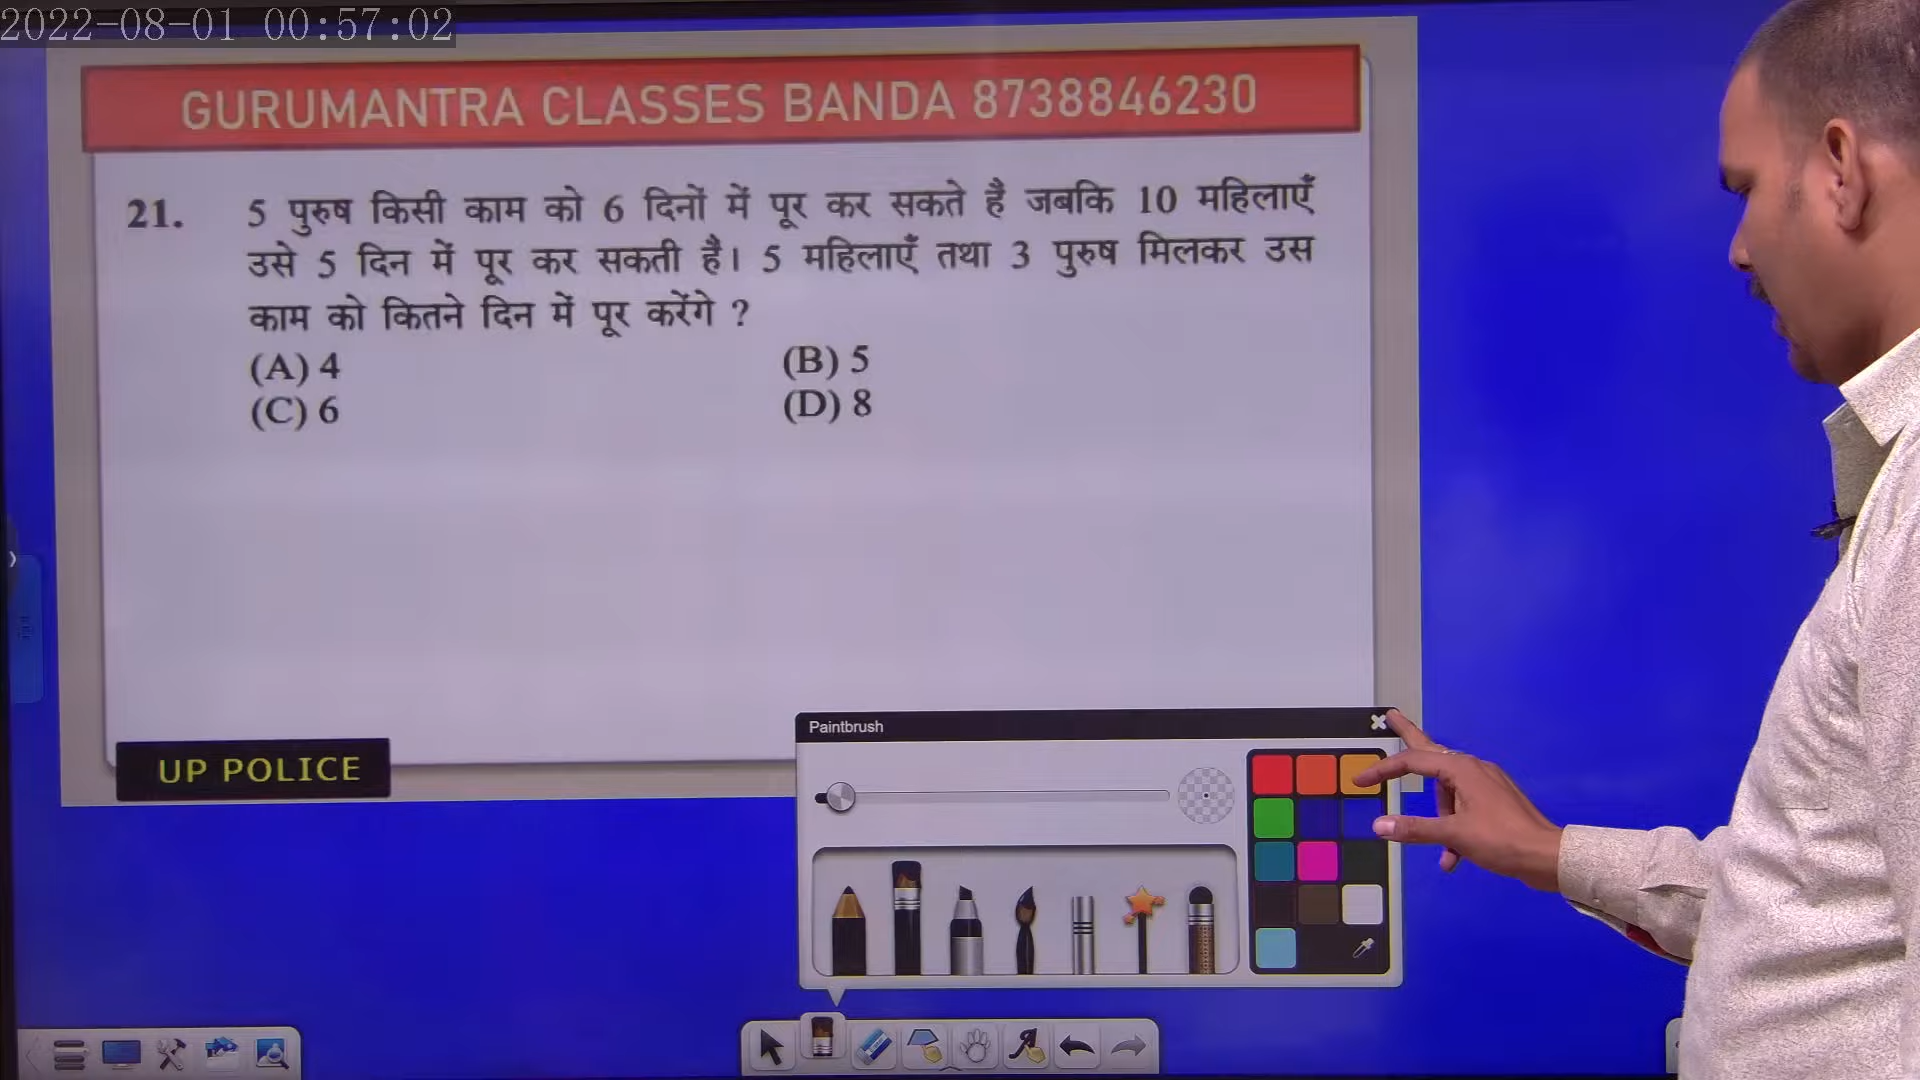 2022-08-01 00:57:02
GURUMANTRA CLASSES BANDA 8738846230
21. 5 पुरुष किसी काम को 6 दिनों में पूर कर सकते हैं जबकि 10 महिलाएँ
उसे 5 दिन में पूर कर सकती हैं। 5 महिलाएँ तथा 3 पुरुष मिलकर उस
काम को कितने दिन में पूर करेंगे ?
(A) 4 (B) 5
(C) 6 (D) 8
Paintbrush
UP POLICE